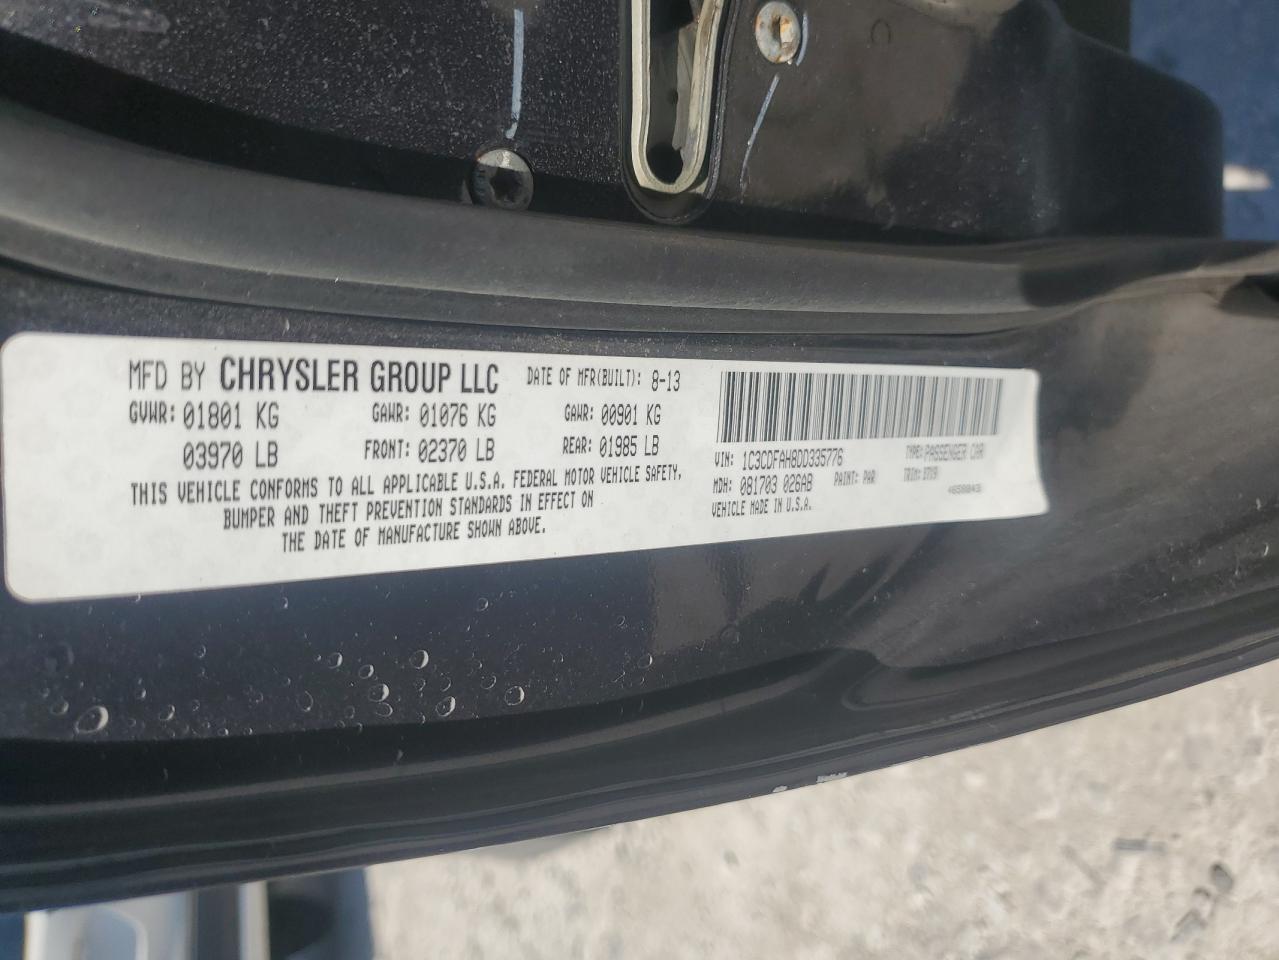 MFD BY CHRYSLER GROUP LLC DATE OF MFR(BUILT): 8-13
GVWR: 01801 KG GAWR: 01076 KG GAWR: 00901 KG
03970 LB FRONT: 02370 LB REAR: 01985 LB
THIS VEHICLE CONFORMS TO ALL APPLICABLE U.S.A. FEDERAL MOTOR VEHICLE SAFETY,
BUMPER AND THEFT PREVENTION STANDARDS IN EFFECT ON
THE DATE OF MANUFACTURE SHOWN ABOVE.
VIN: 1C3CDFAH8DD335776 TYPE: PASSENGER CAR
MDH: 081703 026AB PAINT: PAR TRIM:
VEHICLE MADE IN U.S.A.